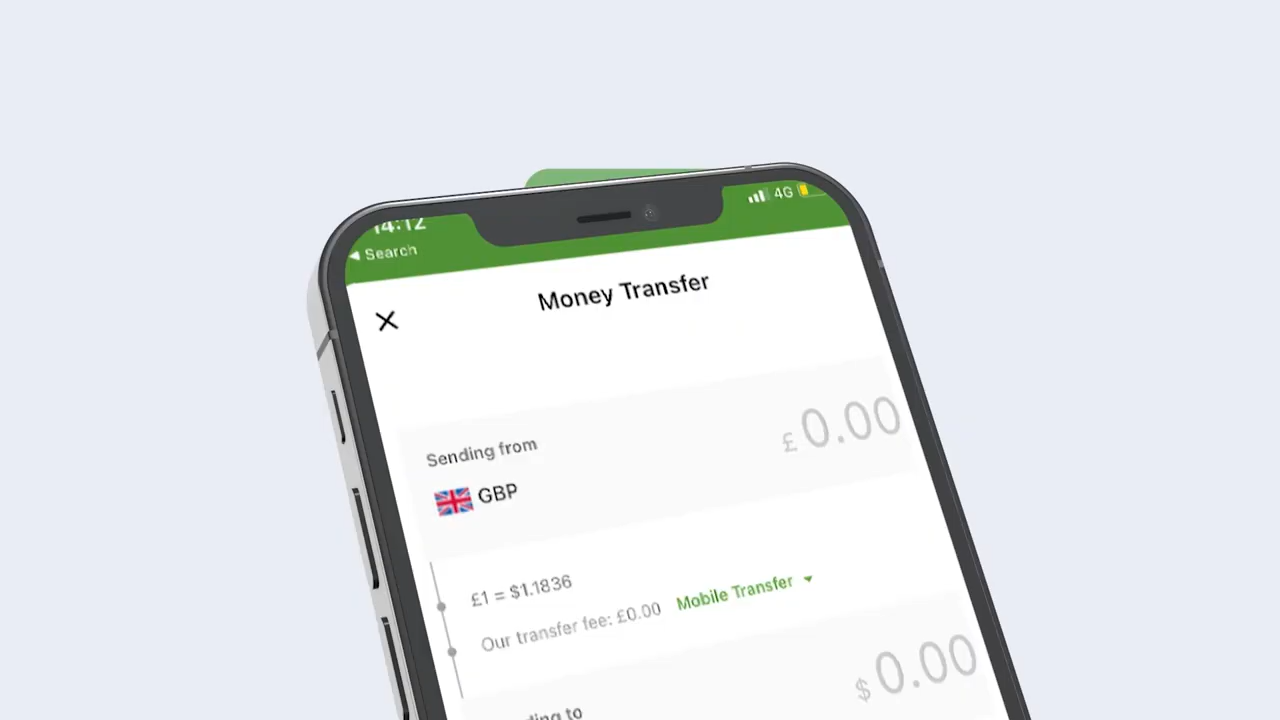 14:12
4G
◀ Search
Money Transfer
Sending from
£ 0.00
GBP
£1 = $1.1836
Our transfer fee: £0.00 Mobile Transfer
$ 0.00
to